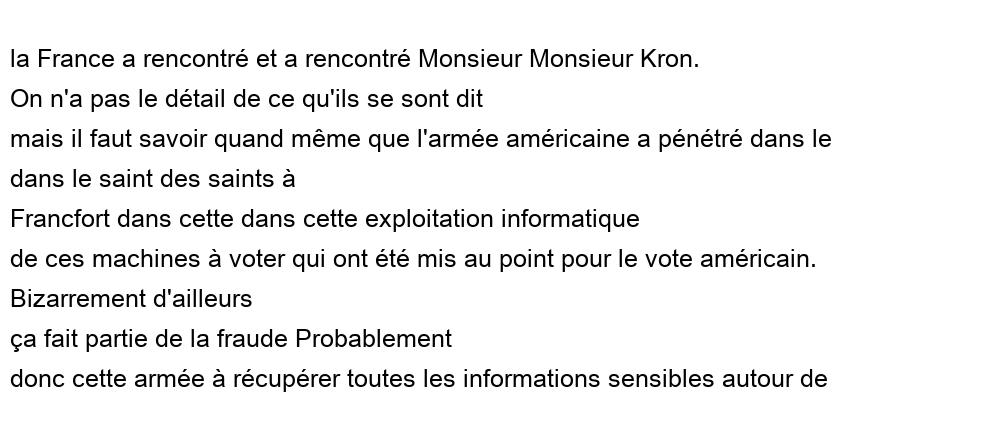 la France a rencontré et a rencontré Monsieur Monsieur Kron.
On n'a pas le détail de ce qu'ils se sont dit
mais il faut savoir quand même que l'armée américaine a pénétré dans le
dans le saint des saints à
Francfort dans cette dans cette exploitation informatique
de ces machines à voter qui ont été mis au point pour le vote américain.
Bizarrement d'ailleurs
ça fait partie de la fraude Probablement
donc cette armée à récupérer toutes les informations sensibles autour de